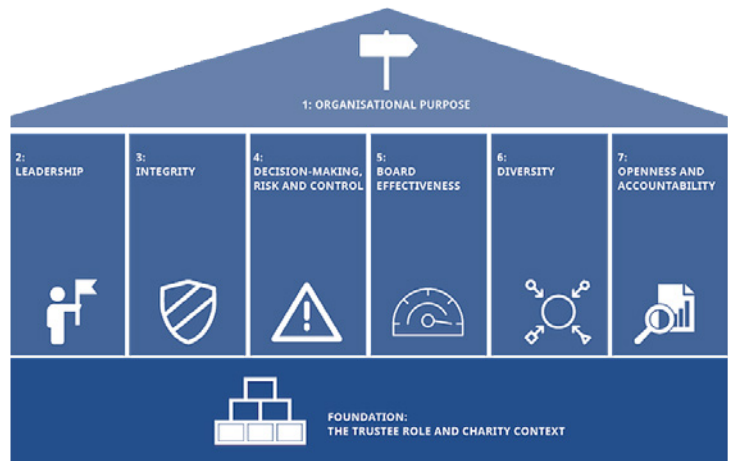 1: ORGANISATIONAL PURPOSE
2:
LEADERSHIP
3:
INTEGRITY
4:
DECISION-MAKING,
RISK AND CONTROL
5:
BOARD
EFFECTIVENESS
6:
DIVERSITY
7:
OPENNESS AND
ACCOUNTABILITY
FOUNDATION:
THE TRUSTEE ROLE AND CHARITY CONTEXT